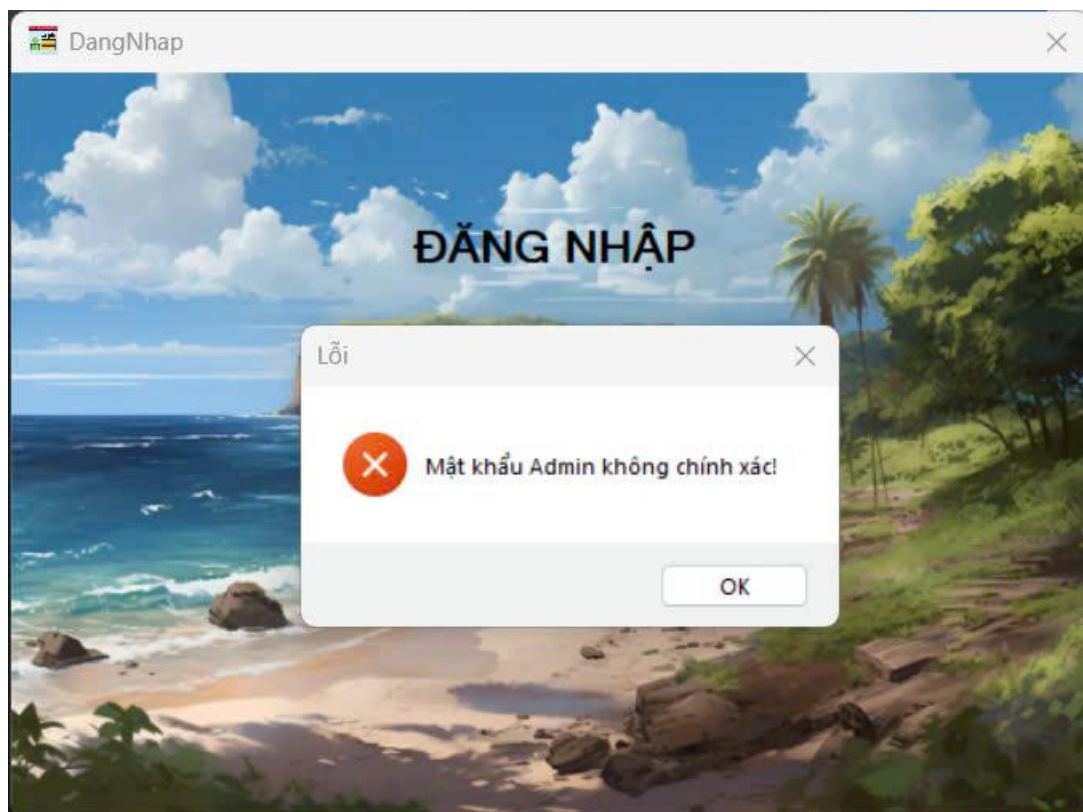 DangNhap
ĐĂNG NHẬP
Lỗi
Mật khẩu Admin không chính xác!
OK